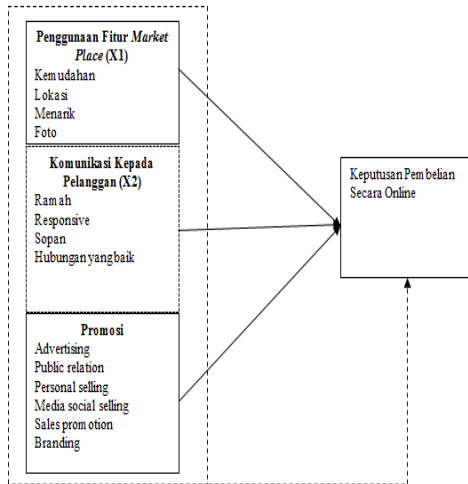 Penggunaan Fitur Market
Place (X1)
Kemudahan
Lokasi
Menarik
Foto
Komunikasi Kepada
Pelanggan (X2)
Ramah
Responsive
Sopan
Hubungan yang baik
Promosi
Advertising
Public relation
Personal selling
Media social selling
Sales promotion
Branding
Keputusan Pembelian
Secara Online